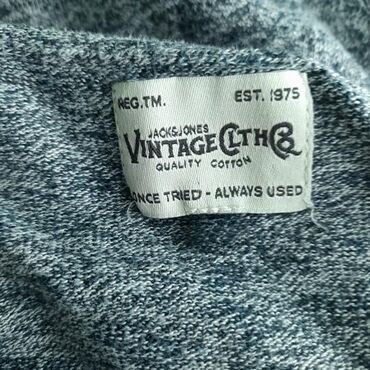 REG.TM. EST. 1975
JACK&JONES
VINTAGE CLTH CO.
QUALITY COTTON
ONCE TRIED - ALWAYS USED